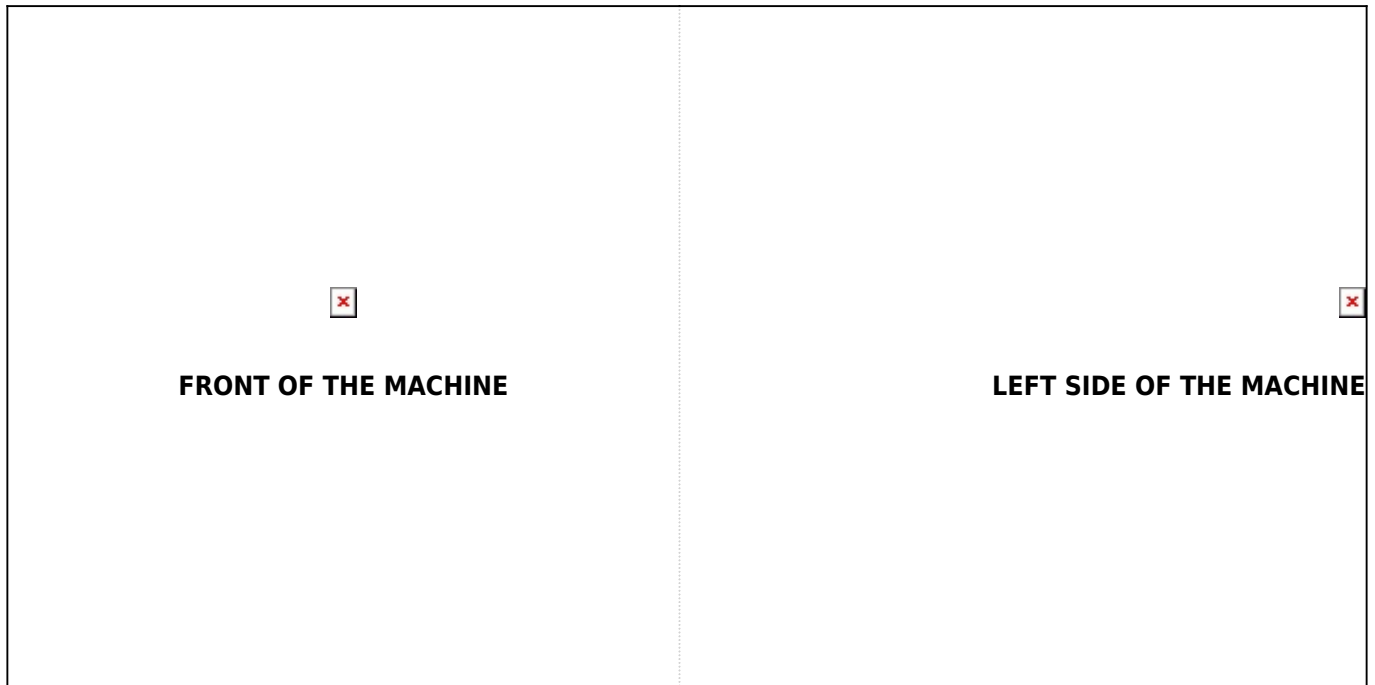 FRONT OF THE MACHINE
LEFT SIDE OF THE MACHINE